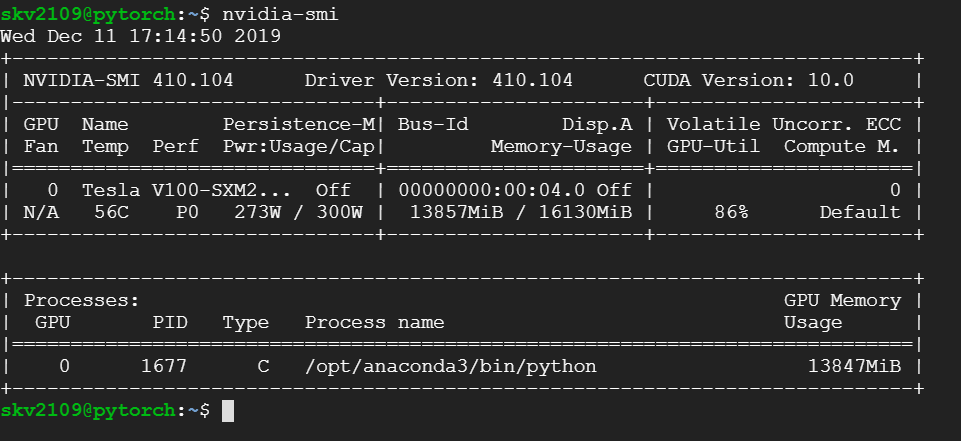 skv2109@pytorch:~$ nvidia-smi
Wed Dec 11 17:14:50 2019
+-----------------------------------------------------------------------------+
| NVIDIA-SMI 410.104      Driver Version: 410.104      CUDA Version: 10.0     |
|-------------------------------+----------------------+----------------------+
| GPU  Name        Persistence-M| Bus-Id        Disp.A | Volatile Uncorr. ECC |
| Fan  Temp  Perf  Pwr:Usage/Cap|         Memory-Usage | GPU-Util  Compute M. |
|===============================+======================+======================|
|   0  Tesla V100-SXM2...  Off  | 00000000:00:04.0 Off |                    0 |
| N/A   56C    P0   273W / 300W |  13857MiB / 16130MiB |     86%      Default |
+-------------------------------+----------------------+----------------------+

+-----------------------------------------------------------------------------+
| Processes:                                                       GPU Memory |
|  GPU       PID   Type   Process name                             Usage      |
|=============================================================================|
|    0      1677      C   /opt/anaconda3/bin/python                  13847MiB |
+-----------------------------------------------------------------------------+
skv2109@pytorch:~$